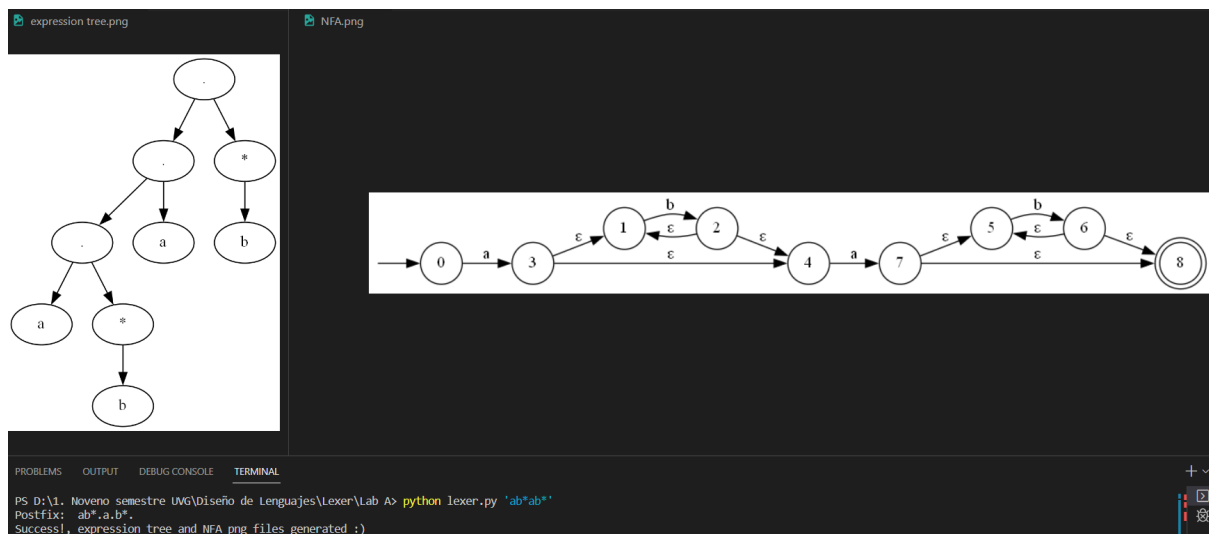 expression tree.png
NFA.png
.
. *
. a b
a *
b
b b
1 ε 2 5 ε 6
ε ε ε ε
0 a 3 ε 4 a 7 ε 8
PROBLEMS OUTPUT DEBUG CONSOLE TERMINAL
PS D:\1. Noveno semestre UVG\Diseño de Lenguajes\Lexer\Lab A> python lexer.py 'ab*ab*'
Postfix:  ab*.a.b*.
Success!, expression tree and NFA png files generated :)